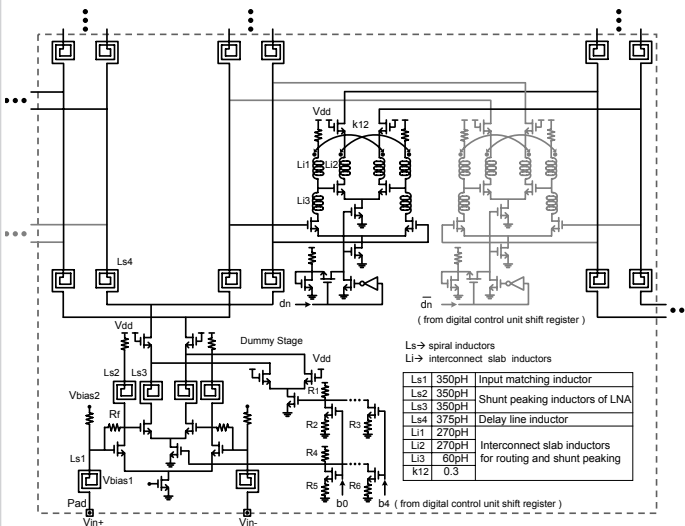 Vdd
k12
Li1
Li2
Li3
Ls4
dn
dn
( from digital control unit shift register )
Vdd
Dummy Stage
Vdd
Ls2
Ls3
R1
Vbias2
Rf
R2
R3
R4
Ls1
Vbias1
R5
R6
Pad
b0
b4
( from digital control unit shift register )
Vin+
Vin-
Ls→ spiral inductors
Li→ interconnect slab inductors
Ls1 350pH Input matching inductor
Ls2 350pH
Shunt peaking inductors of LNA
Ls3 350pH
Ls4 375pH Delay line inductor
Li1 270pH
Li2 270pH Interconnect slab inductors
Li3 60pH for routing and shunt peaking
k12 0.3